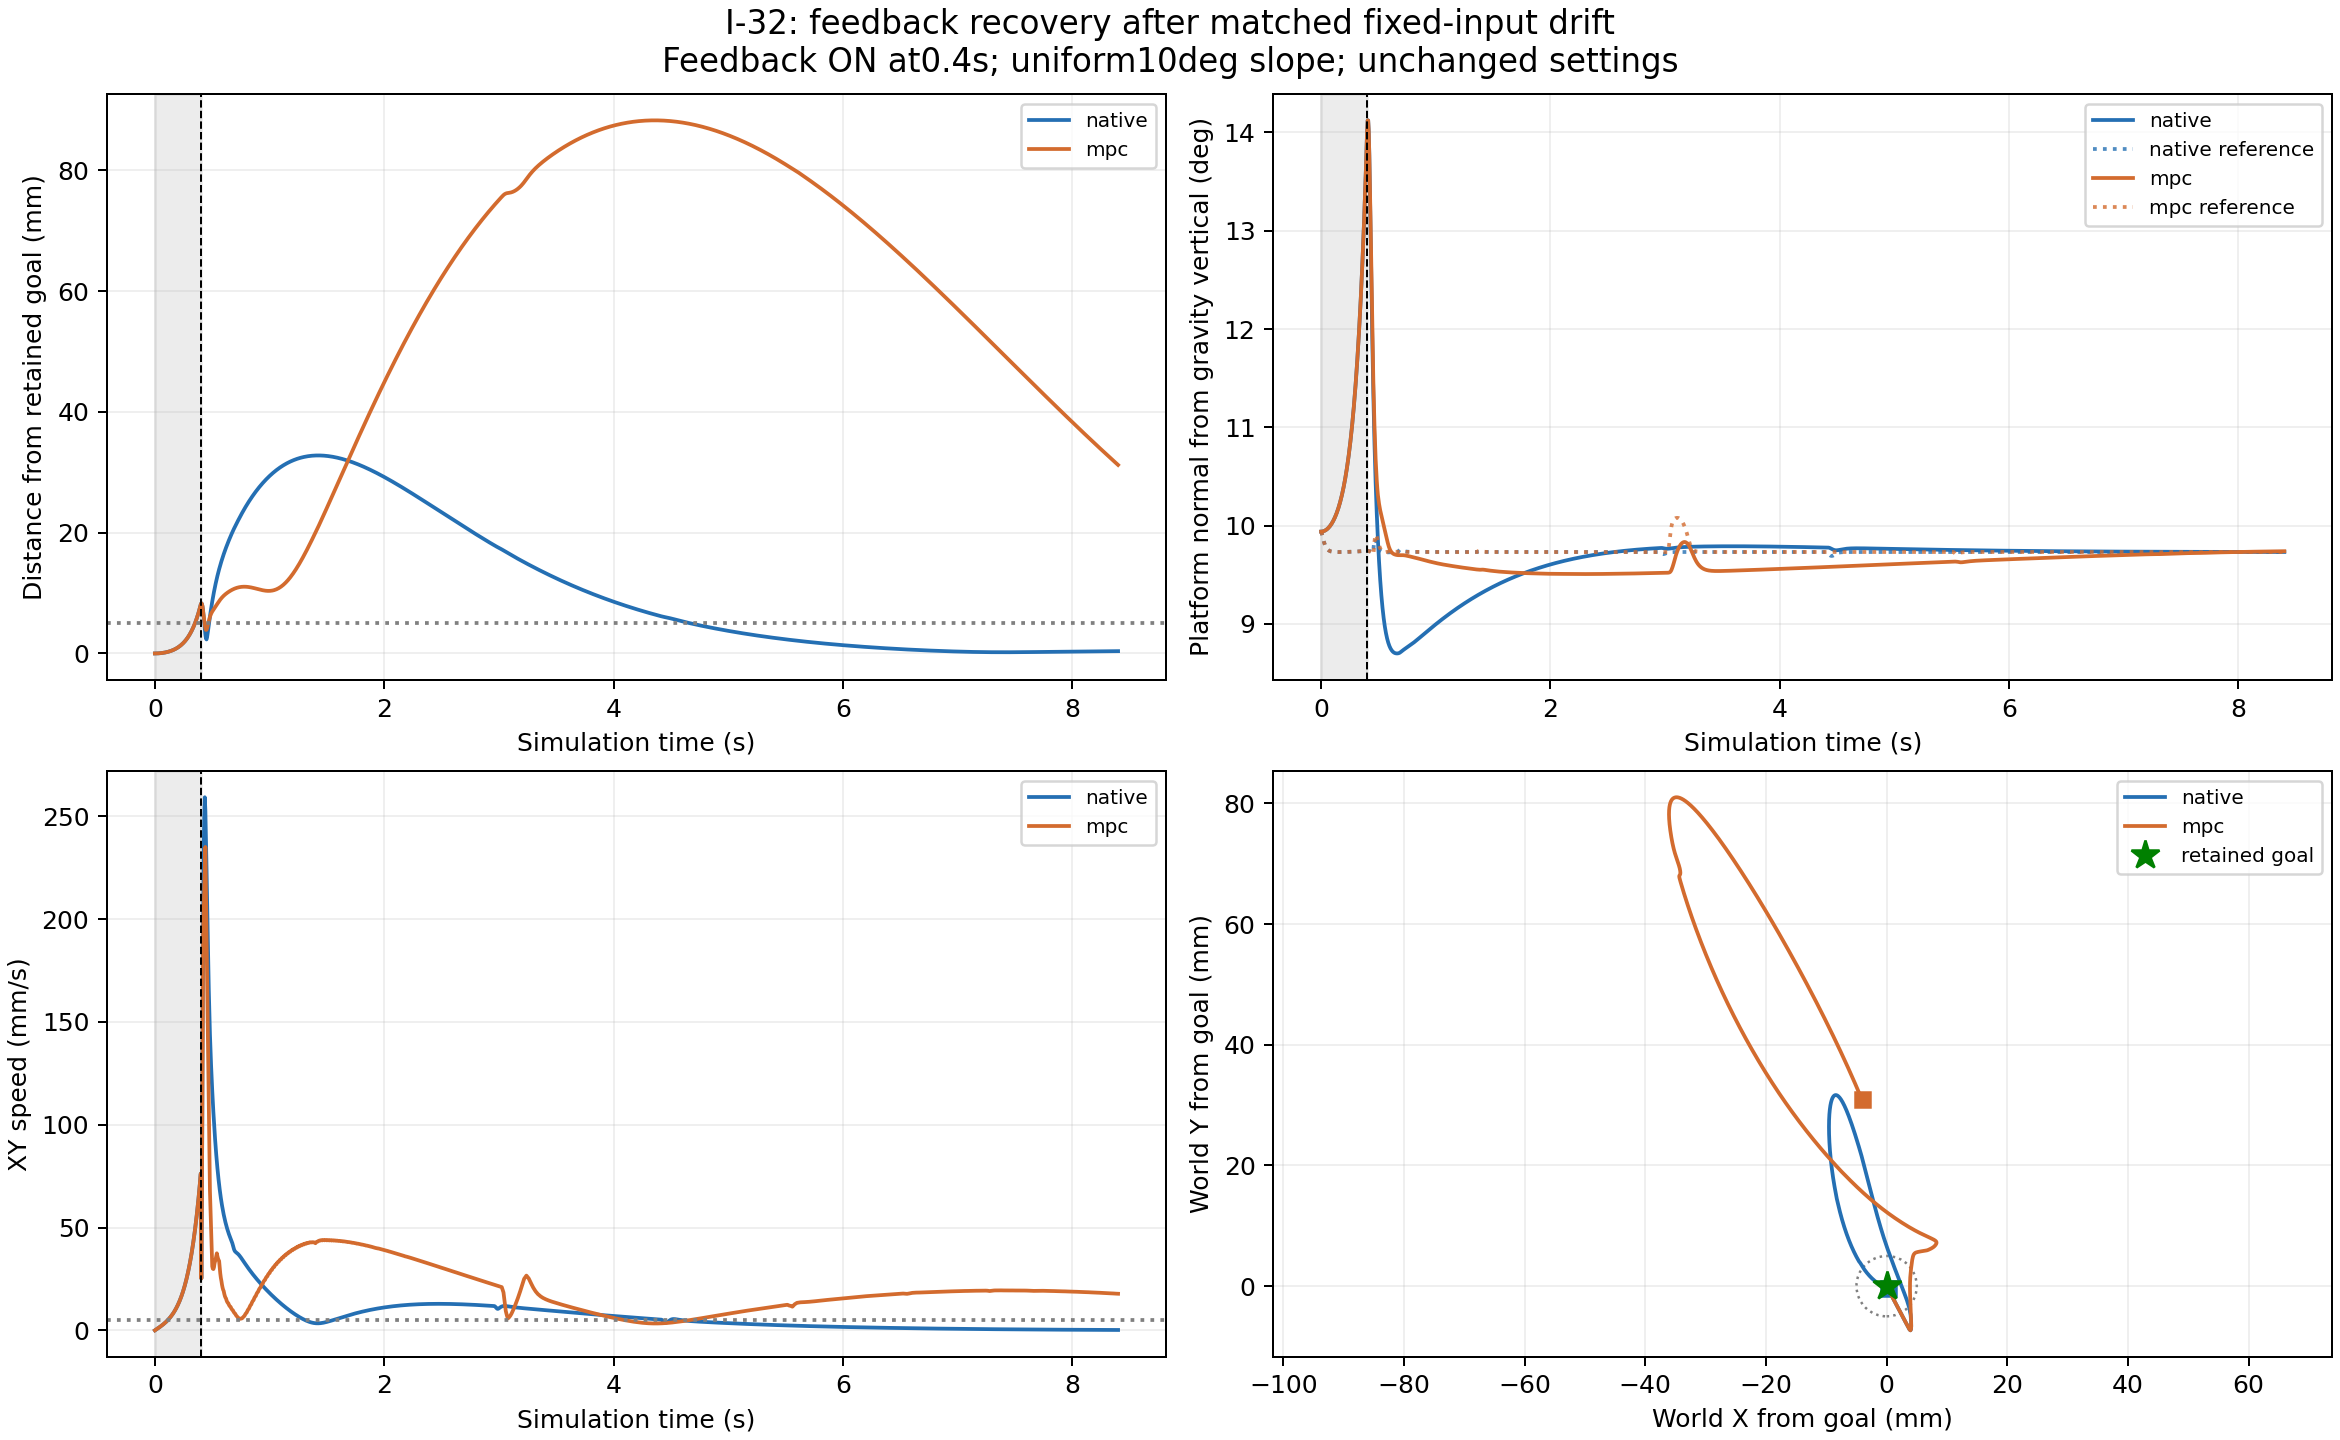 I-32: feedback recovery after matched fixed-input drift
Feedback ON at0.4s; uniform10deg slope; unchanged settings
Distance from retained goal (mm)
80
60
40
20
0
native
mpc
0 2 4 6 8
Simulation time (s)
Platform normal from gravity vertical (deg)
14
13
12
11
10
9
native
native reference
mpc
mpc reference
0 2 4 6 8
Simulation time (s)
XY speed (mm/s)
250
200
150
100
50
0
native
mpc
0 2 4 6 8
Simulation time (s)
World Y from goal (mm)
80
60
40
20
0
native
mpc
retained goal
−100 −80 −60 −40 −20 0 20 40 60
World X from goal (mm)